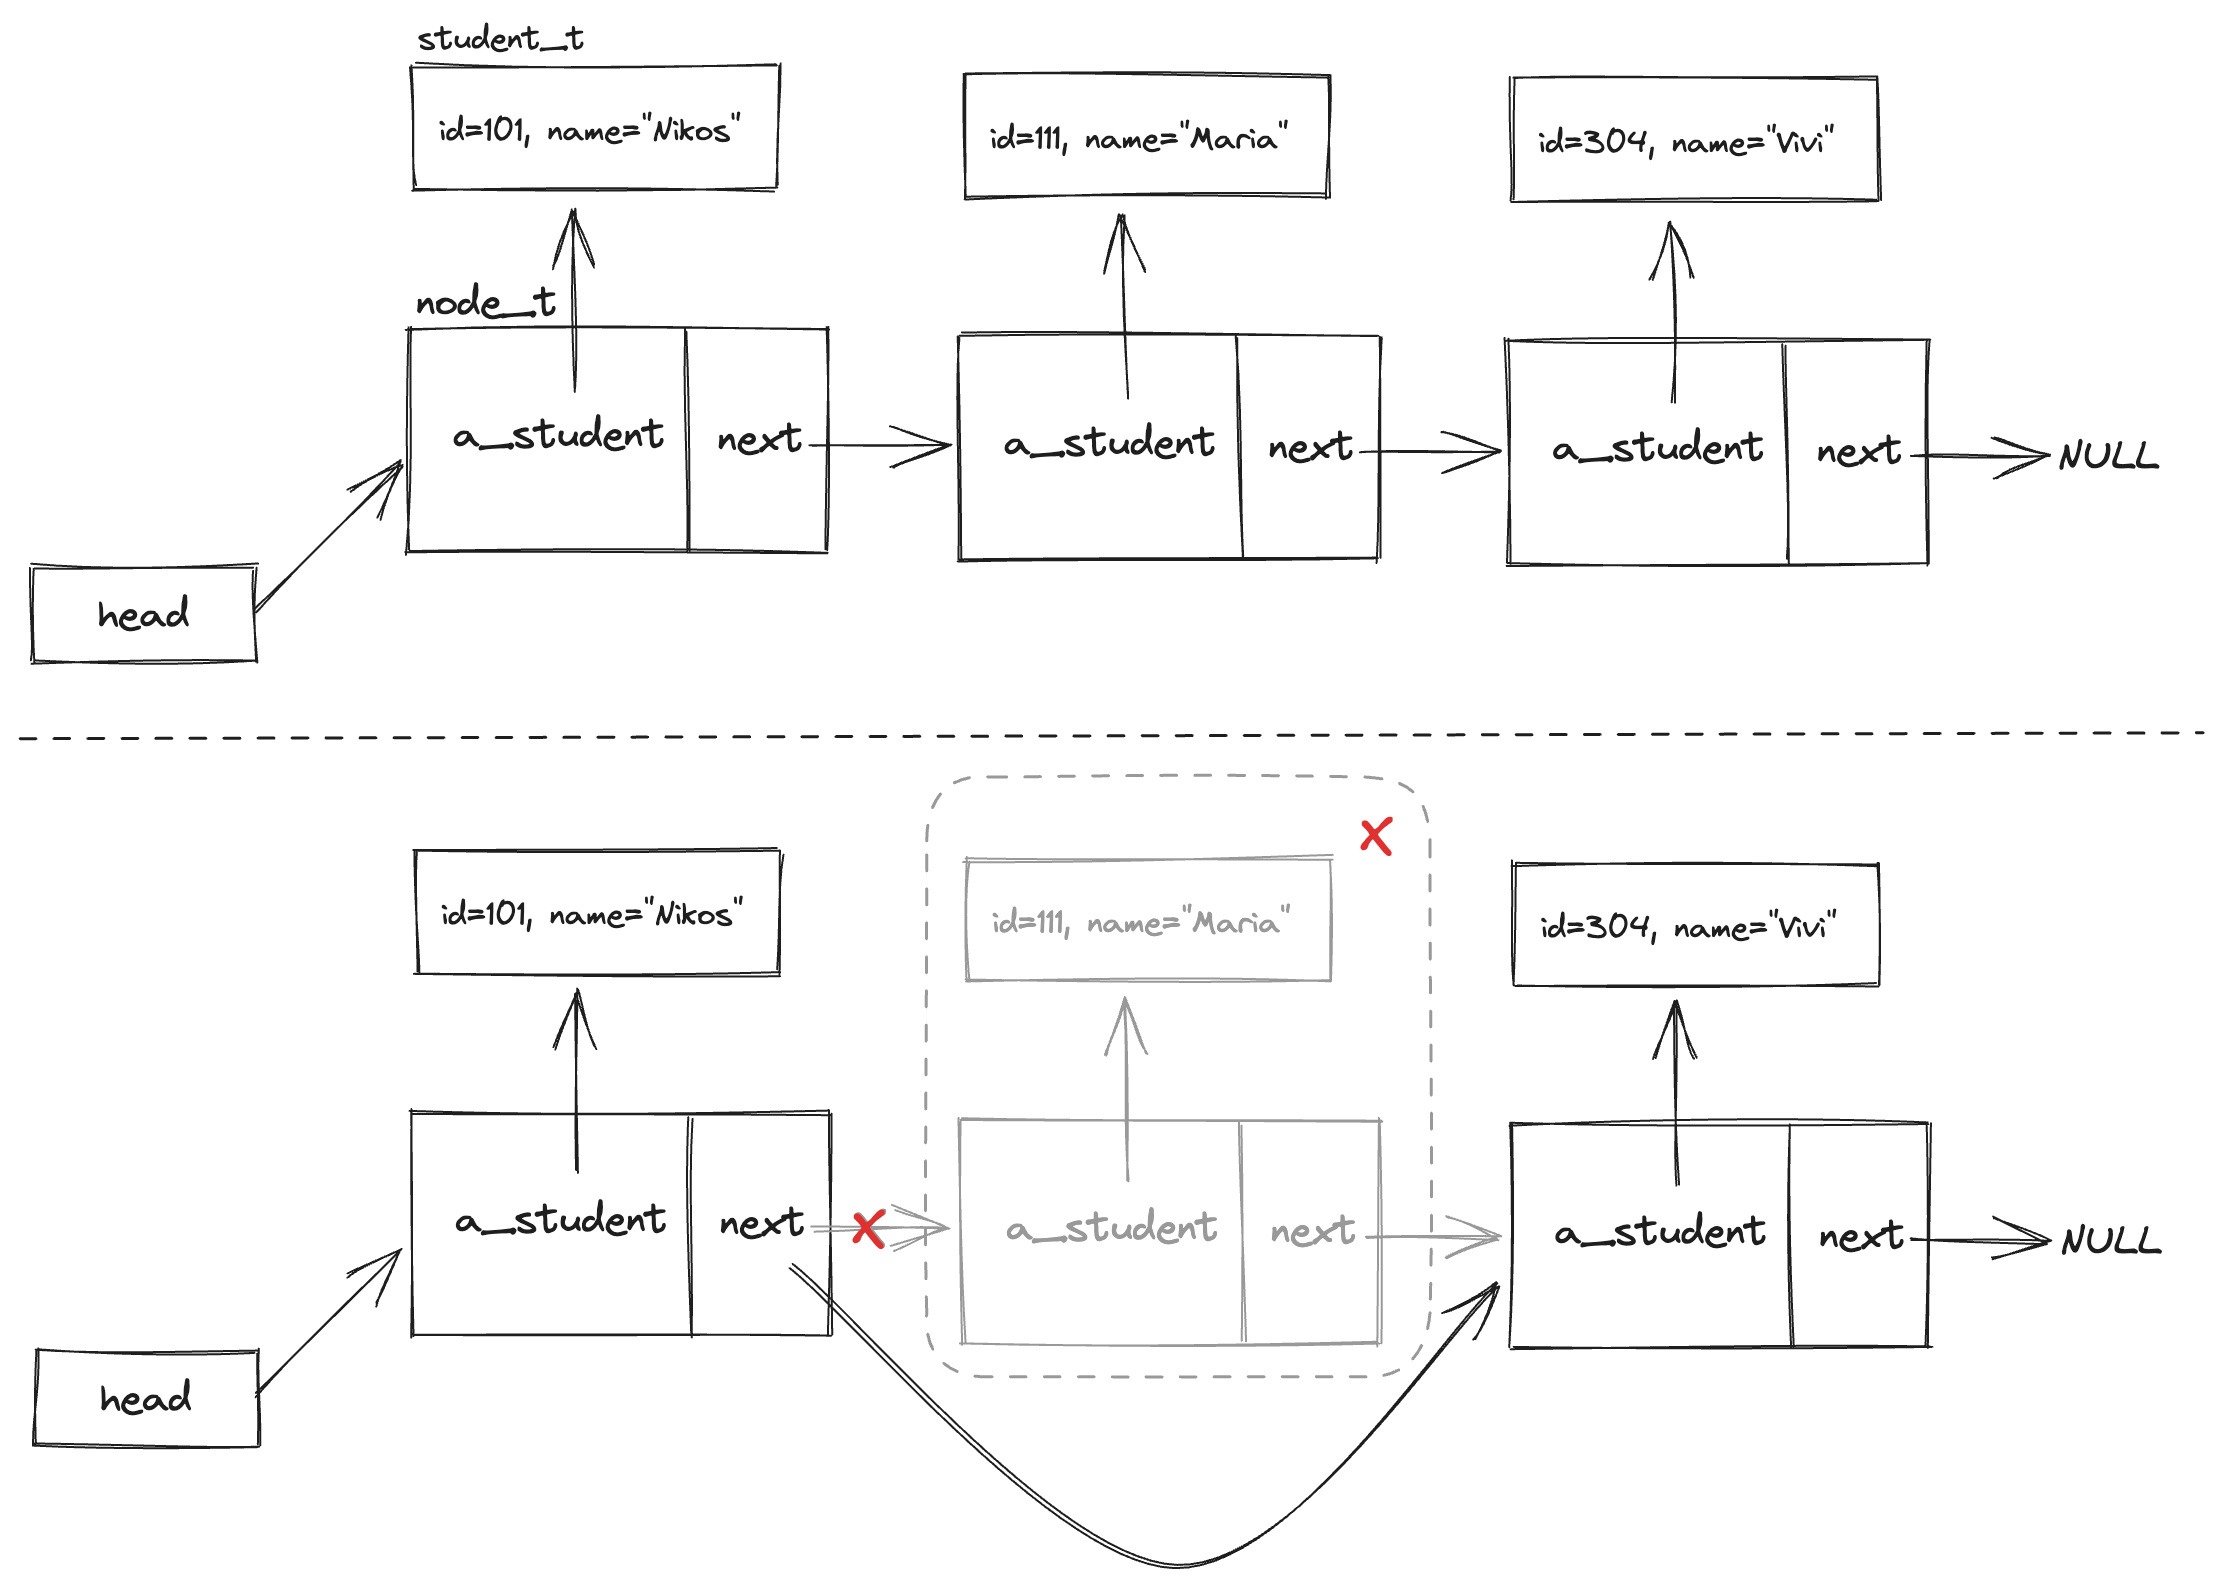 student_t
id=101, name="Nikos"
id=111, name="Maria"
id=304, name="Vivi"
node_t
a_student
next
a_student
next
a_student
next
NULL
head
id=101, name="Nikos"
id=111, name="Maria"
id=304, name="Vivi"
a_student
next
a_student
next
a_student
next
NULL
head